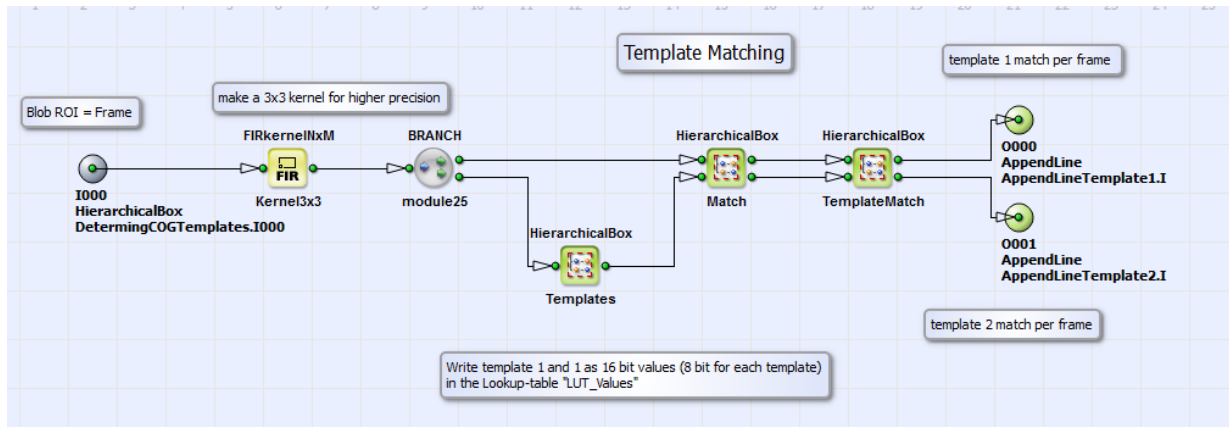 Template Matching
template 1 match per frame
make a 3x3 kernel for higher precision
Blob ROI = Frame
FIRkernelNxM
FIR
Kernel3x3
BRANCH
module25
HierarchicalBox
Match
HierarchicalBox
TemplateMatch
O000
AppendLine
AppendLineTemplate1.I
I000
HierarchicalBox
DetermingCOGTemplates.I000
HierarchicalBox
Templates
O001
AppendLine
AppendLineTemplate2.I
template 2 match per frame
Write template 1 and 1 as 16 bit values (8 bit for each template)
in the Lookup-table "LUT_Values"